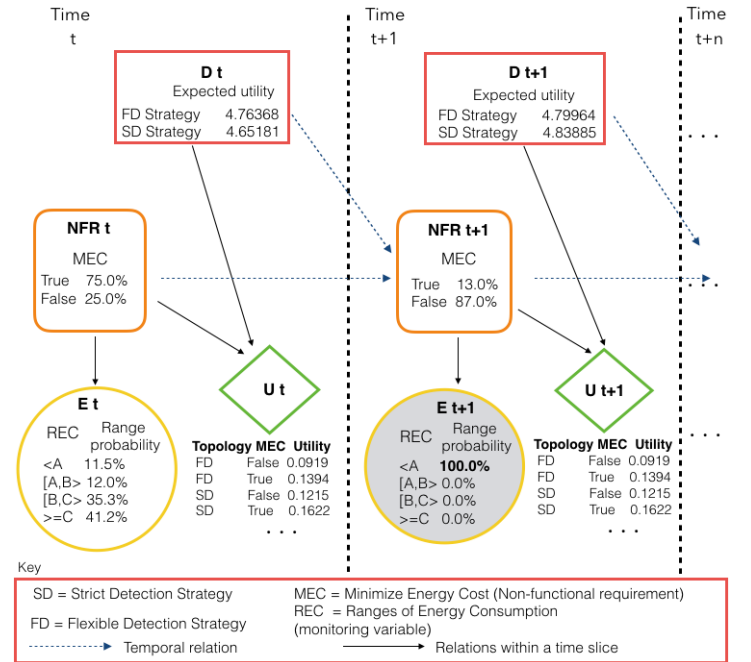 Time
t
Time
t+1
Time
t+n
D t
Expected utility
FD Strategy 4.76368
SD Strategy 4.65181
D t+1
Expected utility
FD Strategy 4.79964
SD Strategy 4.83885
. . .
NFR t
MEC
True 75.0%
False 25.0%
NFR t+1
MEC
True 13.0%
False 87.0%
. . .
U t
U t+1
E t
REC Range probability
<A 11.5%
[A,B> 12.0%
[B,C> 35.3%
>=C 41.2%
Topology MEC Utility
FD False 0.0919
FD True 0.1394
SD False 0.1215
SD True 0.1622
. . .
E t+1
REC Range probability
<A 100.0%
[A,B> 0.0%
[B,C> 0.0%
>=C 0.0%
Topology MEC Utility
FD False 0.0919
FD True 0.1394
SD False 0.1215
SD True 0.1622
. . .
. . .
Key
SD = Strict Detection Strategy
FD = Flexible Detection Strategy
Temporal relation
MEC = Minimize Energy Cost (Non-functional requirement)
REC = Ranges of Energy Consumption
(monitoring variable)
Relations within a time slice